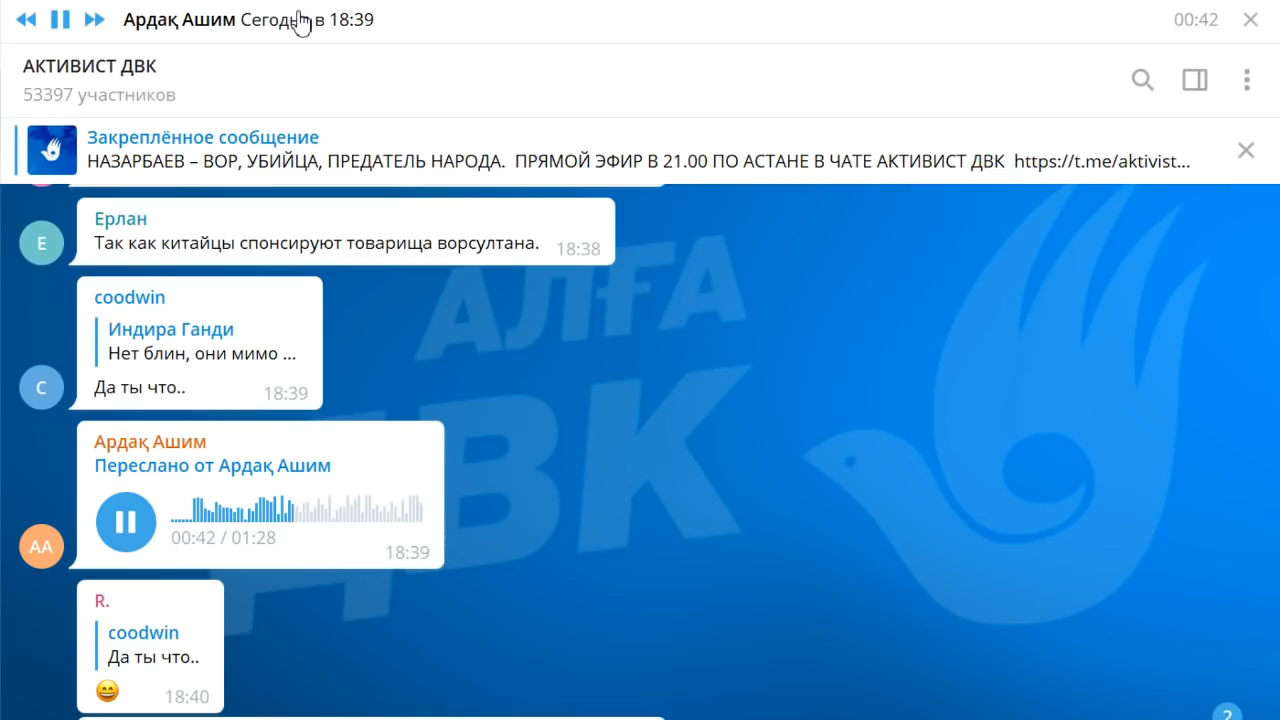 Ардақ Ашим Сегодня в 18:39 00:42
АКТИВИСТ ДВК
53397 участников
Закреплённое сообщение
НАЗАРБАЕВ – ВОР, УБИЙЦА, ПРЕДАТЕЛЬ НАРОДА. ПРЯМОЙ ЭФИР В 21.00 ПО АСТАНЕ В ЧАТЕ АКТИВИСТ ДВК https://t.me/aktivist...
Ерлан
E
Так как китайцы спонсируют товарища ворсултана. 18:38
АЛҒА
ДВК
coodwin
Индира Ганди
Нет блин, они мимо ...
C
Да ты что.. 18:39
Ардақ Ашим
Переслано от Ардақ Ашим
00:42 / 01:28
18:39
АА
R.
coodwin
Да ты что..
18:40
2